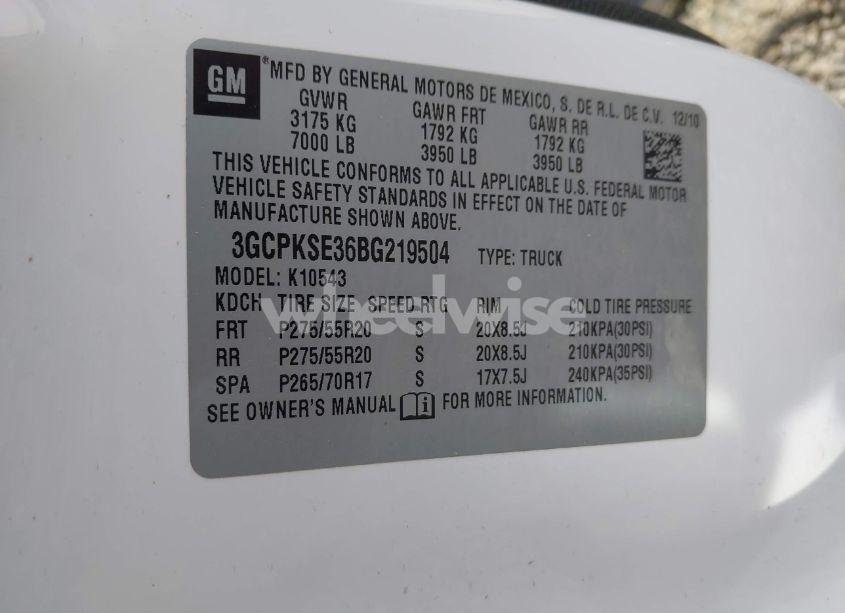 GM
®MFD BY GENERAL MOTORS DE MEXICO, S. DE R.L. DE C.V. 12/10
GVWR GAWR FRT GAWR RR
3175 KG 1792 KG 1792 KG
7000 LB 3950 LB 3950 LB
THIS VEHICLE CONFORMS TO ALL APPLICABLE U.S. FEDERAL MOTOR
VEHICLE SAFETY STANDARDS IN EFFECT ON THE DATE OF
MANUFACTURE SHOWN ABOVE.
3GCPKSE36BG219504 TYPE: TRUCK
MODEL: K10543
KDCH TIRE SIZE SPEED RTG RIM COLD TIRE PRESSURE
wheelwise
FRT P275/55R20 S 20X8.5J 210KPA(30PSI)
RR P275/55R20 S 20X8.5J 210KPA(30PSI)
SPA P265/70R17 S 17X7.5J 240KPA(35PSI)
SEE OWNER'S MANUAL i FOR MORE INFORMATION.